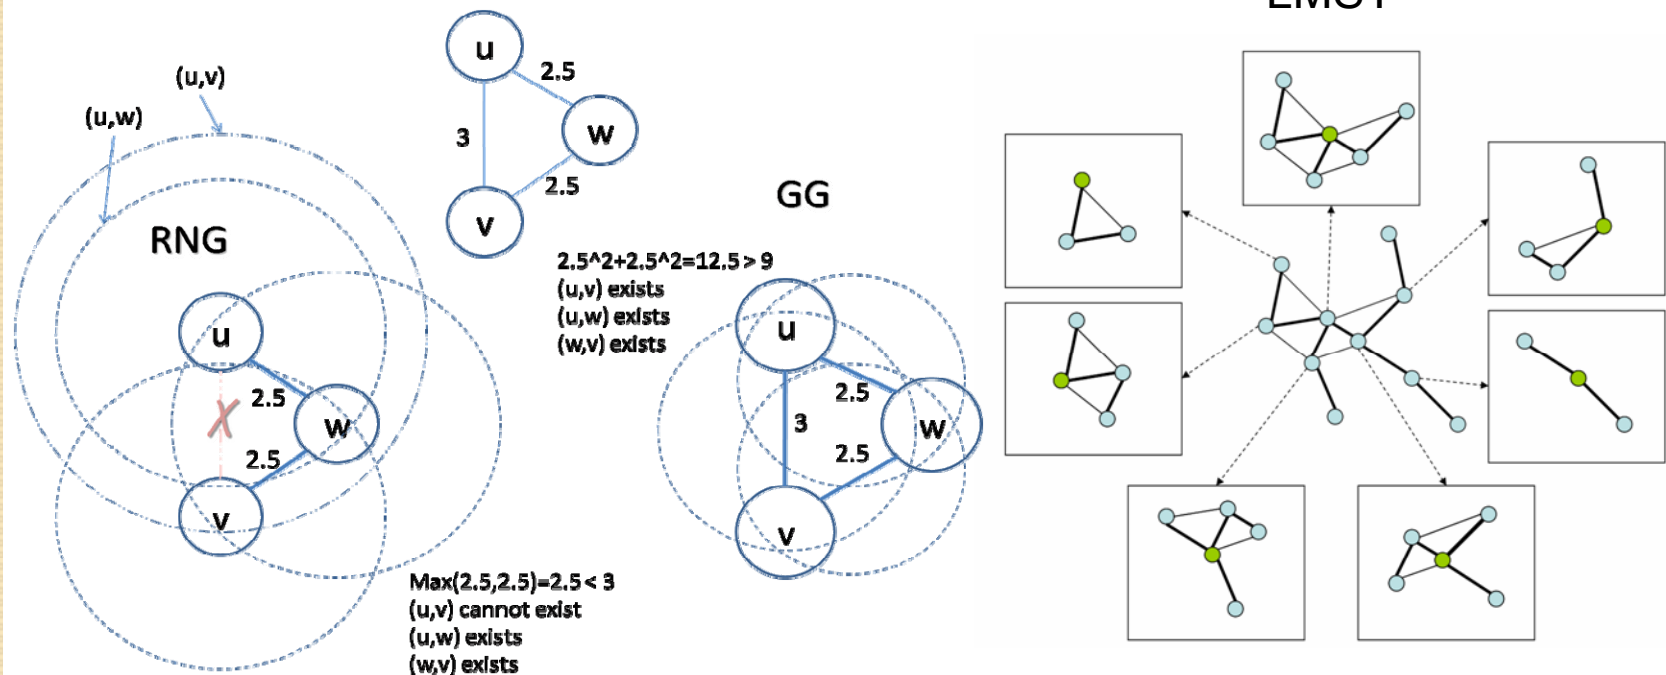 (u,v)
(u,w)
RNG
u
2.5
X
w
2.5
v
Max(2.5,2.5)=2.5 < 3
(u,v) cannot exist
(u,w) exists
(w,v) exists
u
2.5
3
w
2.5
v
GG
2.5^2+2.5^2=12.5 > 9
(u,v) exists
(u,w) exists
(w,v) exists
u
2.5
3
w
2.5
v